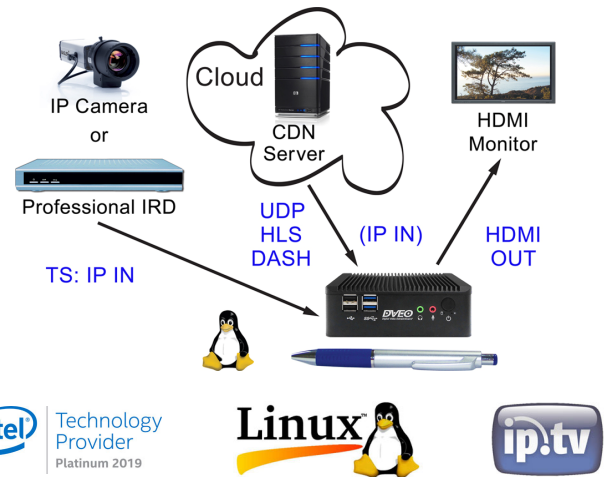 Cloud
IP Camera
or
CDN
Server
HDMI
Monitor
Professional IRD
UDP
HLS
DASH
(IP IN)
HDMI
OUT
TS: IP IN
DVEO
tel
Technology
Provider
Platinum 2019
Linux
ip.tv